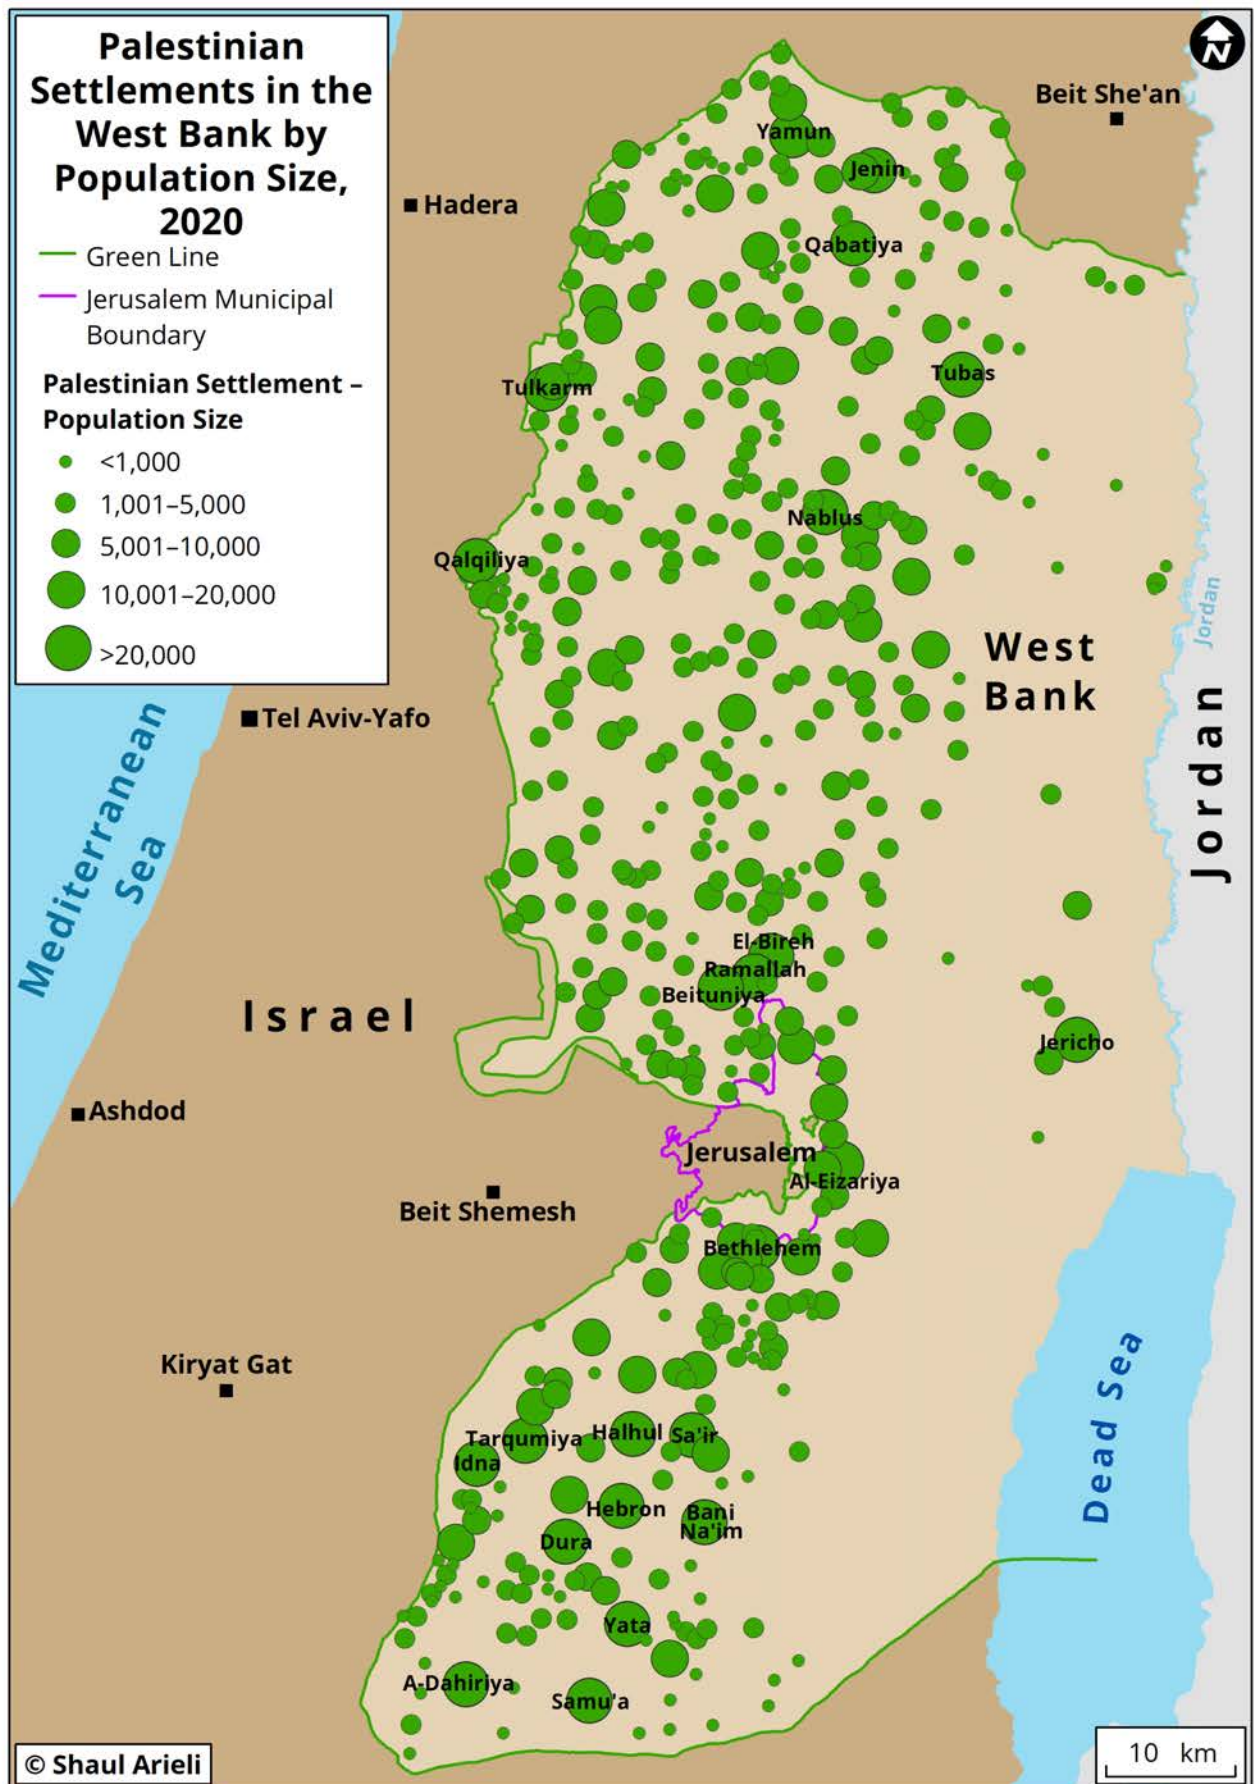 Palestinian
Settlements in the
West Bank by
Population Size,
2020
Green Line
Jerusalem Municipal
Boundary
Palestinian Settlement –
Population Size
<1,000
1,001–5,000
5,001–10,000
10,001–20,000
>20,000
N
Beit She'an
Yamun
Jenin
Hadera
Qabatiya
Tubas
Tulkarm
Nablus
Qalqiliya
Jordan
West
Bank
Tel Aviv-Yafo
Jordan
Mediterranean
Sea
El-Bireh
Ramallah
Beituniya
Israel
Jericho
Ashdod
Jerusalem
Al-Eizariya
Beit Shemesh
Bethlehem
Kiryat Gat
Dead Sea
Tarqumiya
Halhul
Sa'ir
Idna
Hebron
Bani
Na'im
Dura
Yata
A-Dahiriya
Samu'a
© Shaul Arieli
10 km